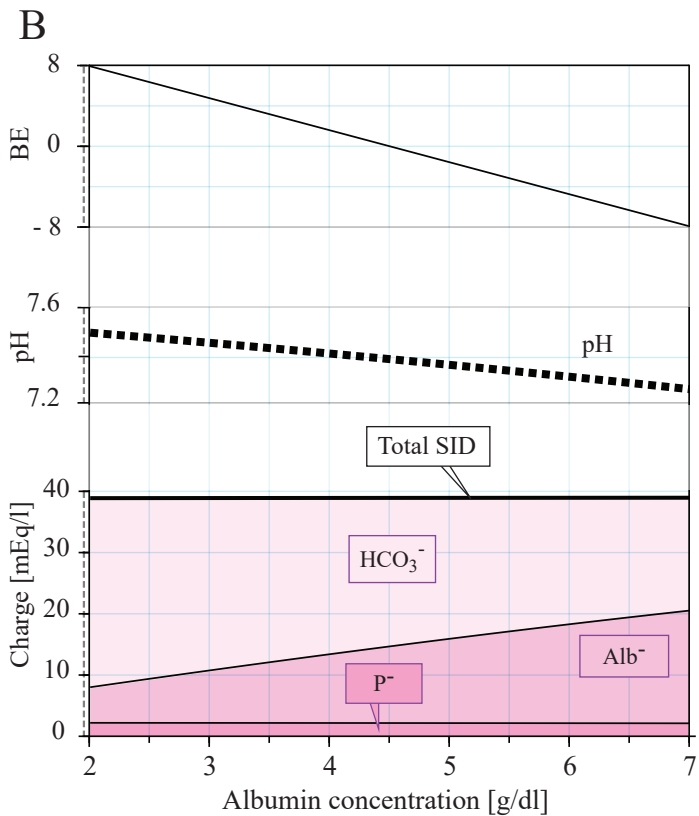 B
8
BE
0
- 8
7.6
pH
pH
7.2
Total SID
40
Charge [mEq/l]
HCO3-
30
20
Alb-
10
P-
0
2 3 4 5 6 7
Albumin concentration [g/dl]